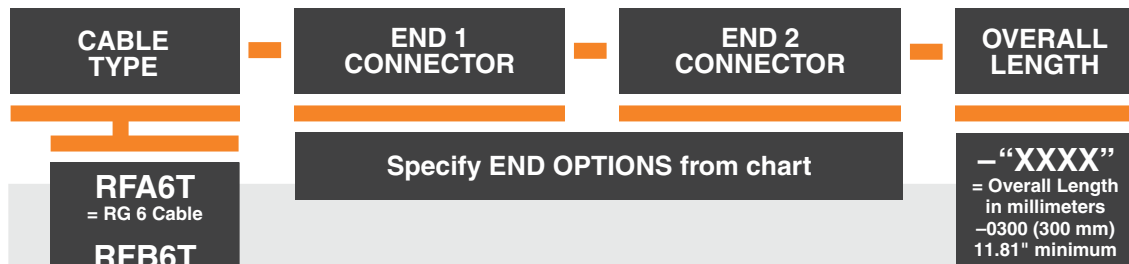 CABLE
TYPE
END 1
CONNECTOR
END 2
CONNECTOR
OVERALL
LENGTH
RFA6T
= RG 6 Cable
RFB6T
Specify END OPTIONS from chart
–“XXXX”
= Overall Length
in millimeters
–0300 (300 mm)
11.81" minimum